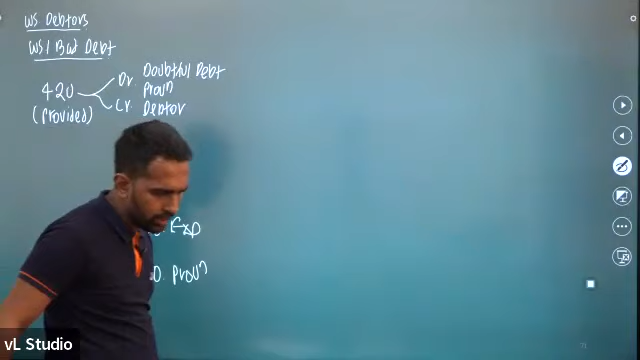 WS Debtors
WS / Bad Debt
420
(Provided)
Dr. Doubtful Debt
Provn
Cr. Debtor
Exp
D. Provn
vL Studio